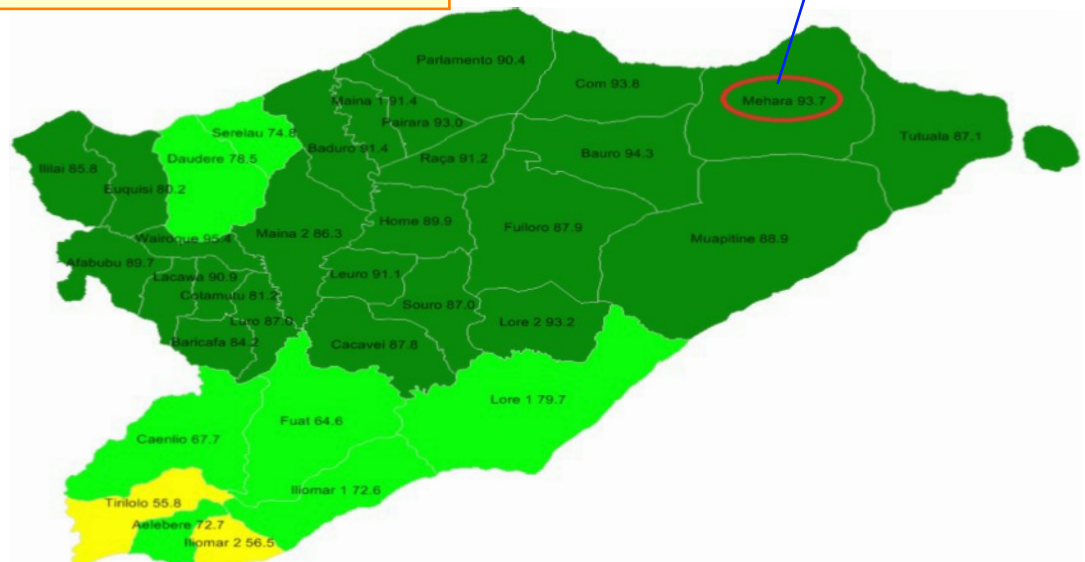 Parlamento 90.4
Com 93.8
Mehara 93.7
Maina 1 91.4
Rairara 93.0
Serelau 74.8
Tutuala 87.1
Baduro 91.4
Bauro 94.3
Daudere 78.5
Raça 91.2
Ililai 85.8
Euquisi 80.2
Home 89.9
Fuiloro 87.9
Maina 2 86.3
Wairoque 95.4
Muapitine 88.9
Afabubu 89.7
Lacawa 90.9
Leuro 91.1
Cotamutu 81.2
Souro 87.0
Luro 87.0
Lore 2 93.2
Baricafa 84.2
Cacavei 87.8
Lore 1 79.7
Fuat 64.6
Caenlio 67.7
Iliomar 1 72.6
Tirilolo 55.8
Aelebere 72.7
Iliomar 2 56.5